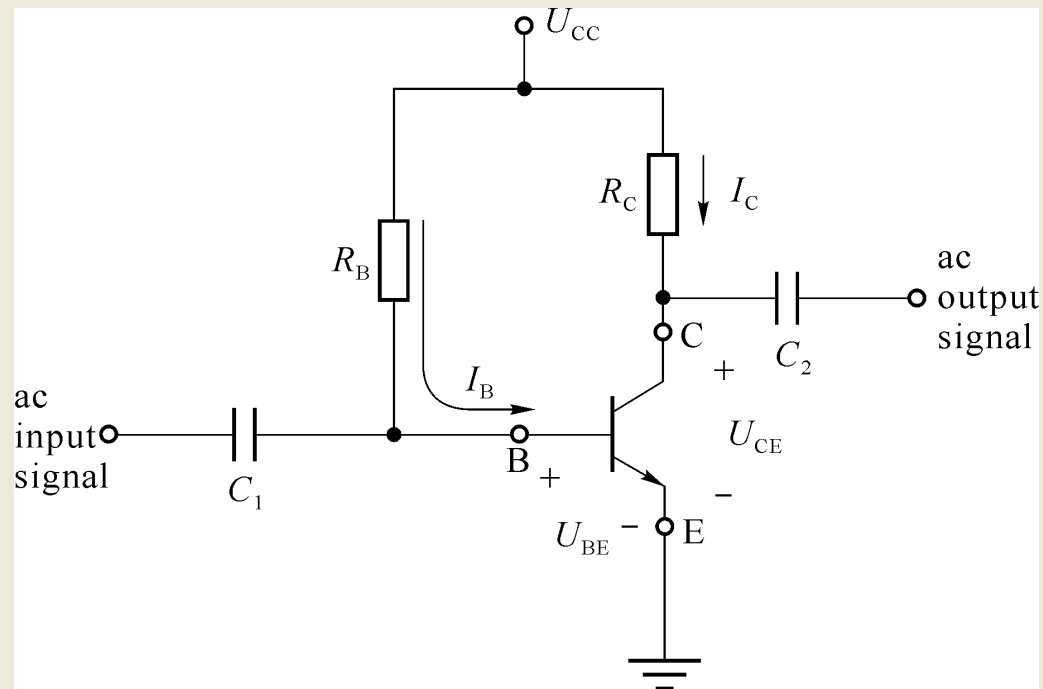 U_CC
R_C
I_C
R_B
ac
output
signal
C
C_2
+
I_B
ac
input
signal
U_CE
B
+
C_1
−
U_BE
−
E